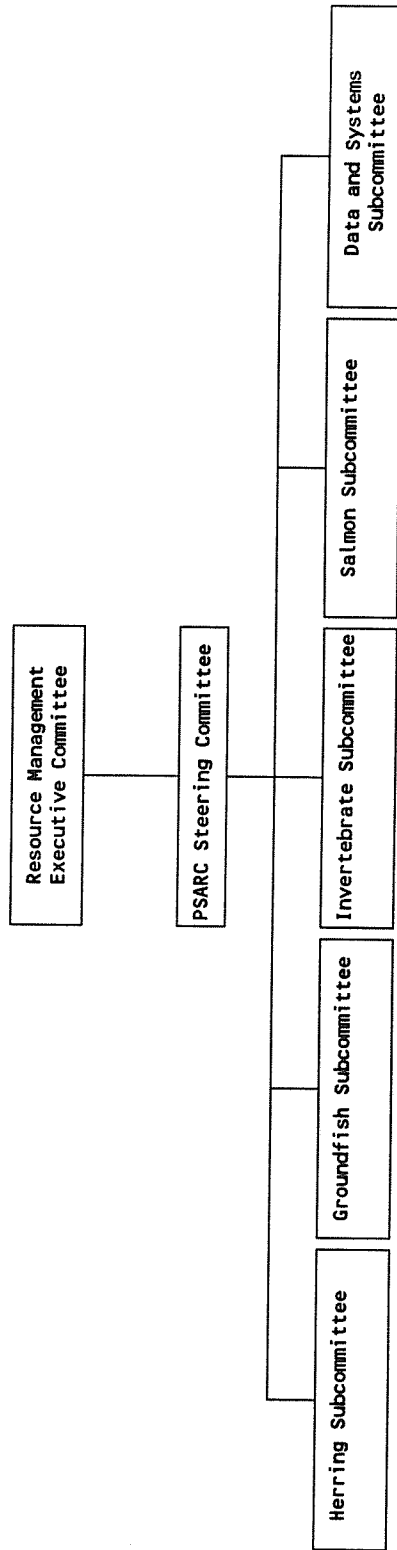 Resource Management
Executive Committee
PSARC Steering Committee
Herring Subcommittee
Groundfish Subcommittee
Invertebrate Subcommittee
Salmon Subcommittee
Data and Systems
Subcommittee